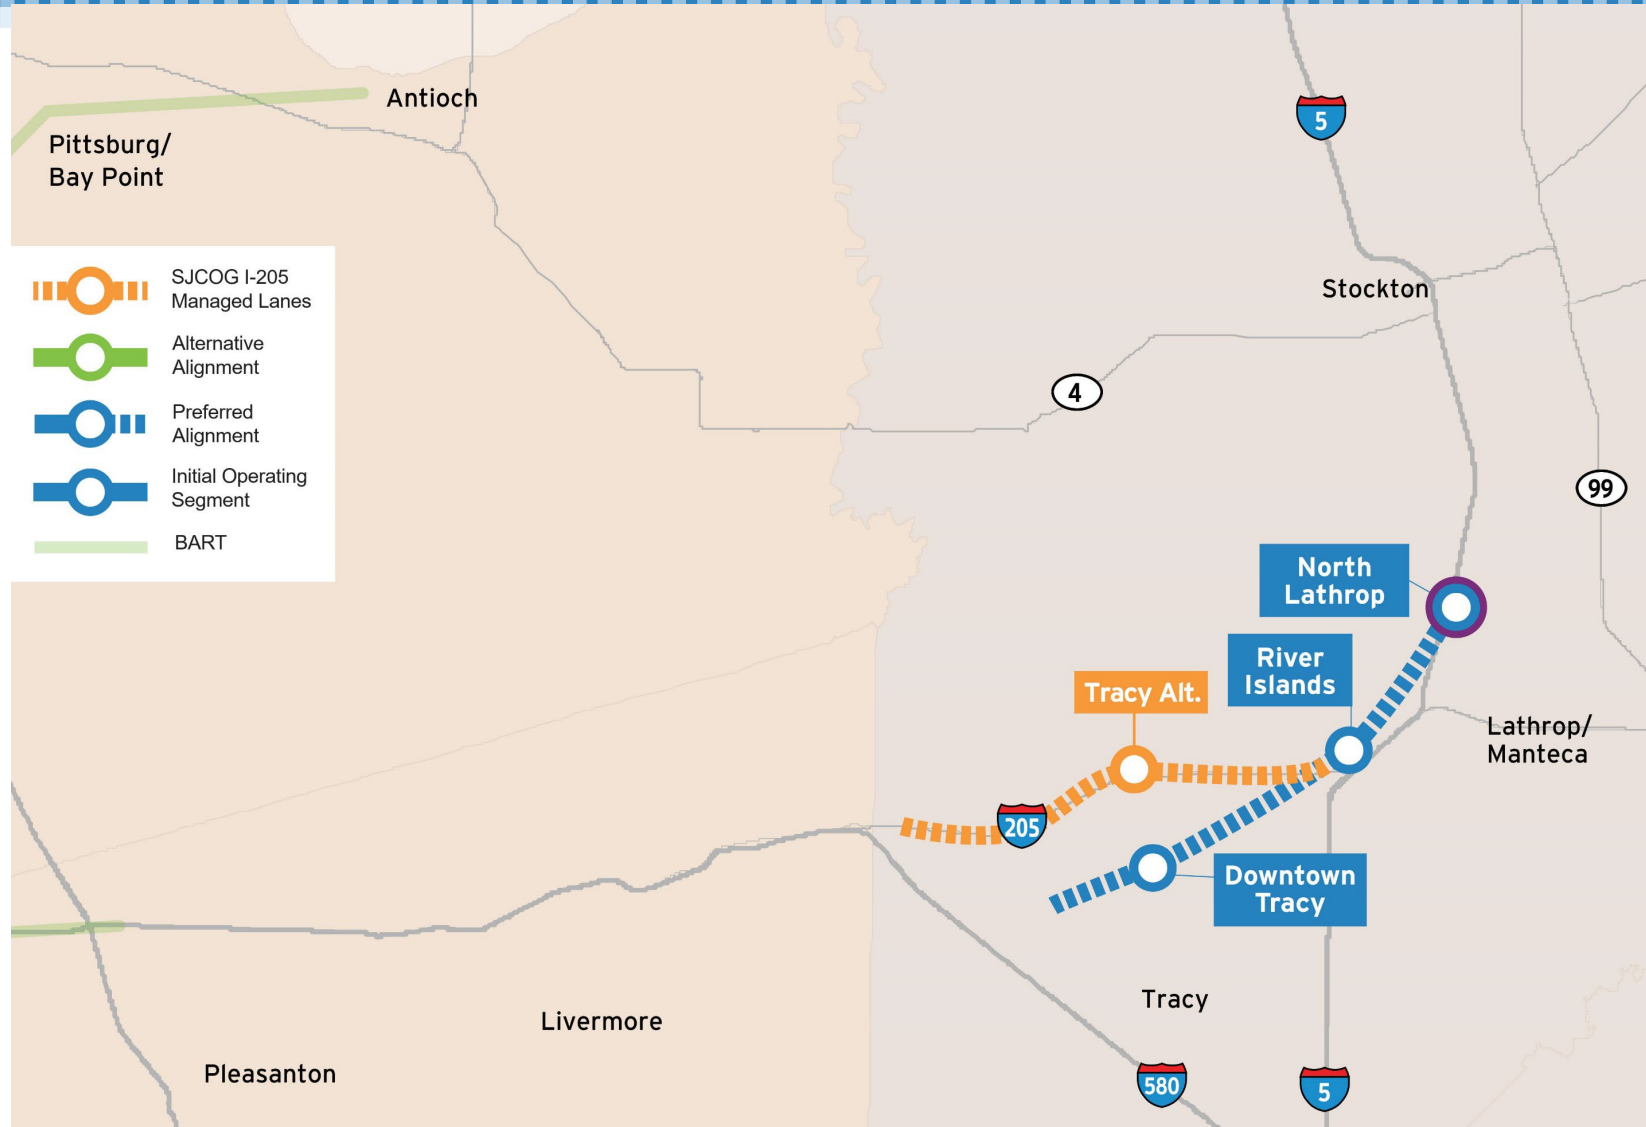 Antioch
Pittsburg/
Bay Point
5
SJCOG I-205
Managed Lanes
Alternative
Alignment
Preferred
Alignment
Initial Operating
Segment
BART
Stockton
4
99
North
Lathrop
River
Islands
Tracy Alt.
Lathrop/
Manteca
205
Downtown
Tracy
Tracy
Livermore
Pleasanton
580
5